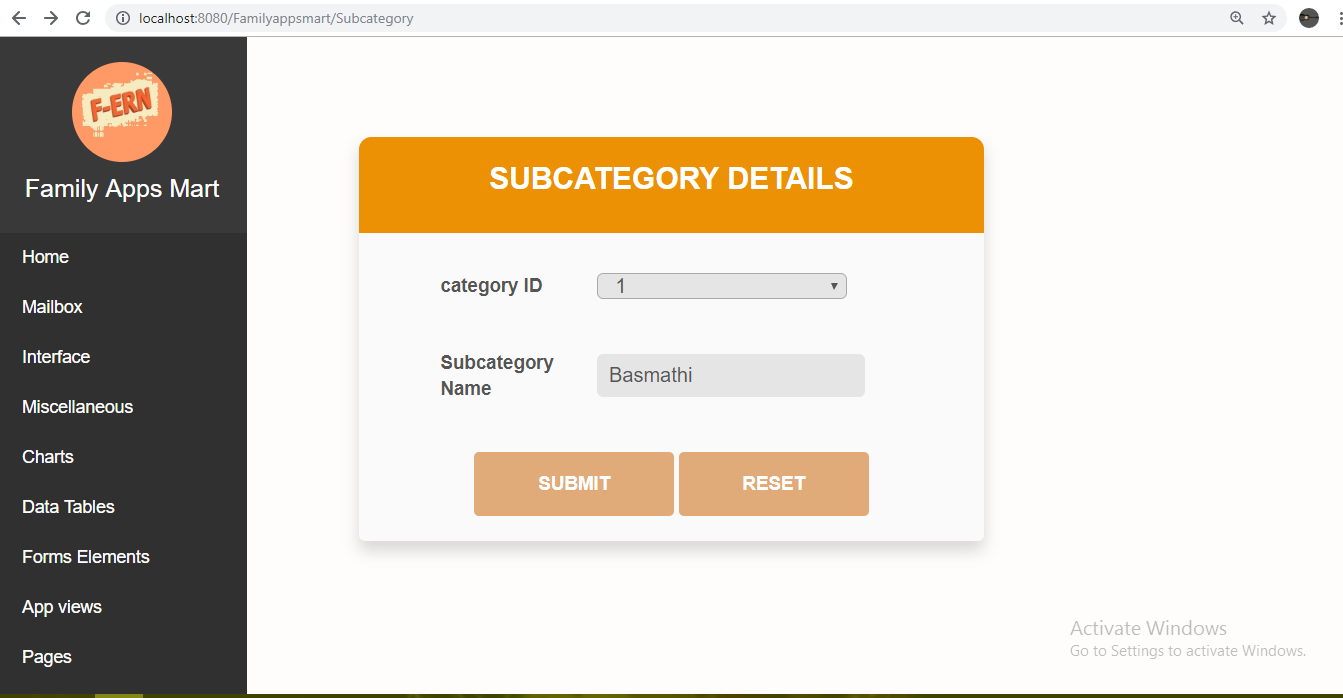 localhost:8080/Familyappsmart/Subcategory
F-ERN
Family Apps Mart
Home
Mailbox
Interface
Miscellaneous
Charts
Data Tables
Forms Elements
App views
Pages
SUBCATEGORY DETAILS
category ID
1
Subcategory
Name
Basmathi
SUBMIT
RESET
Activate Windows
Go to Settings to activate Windows.